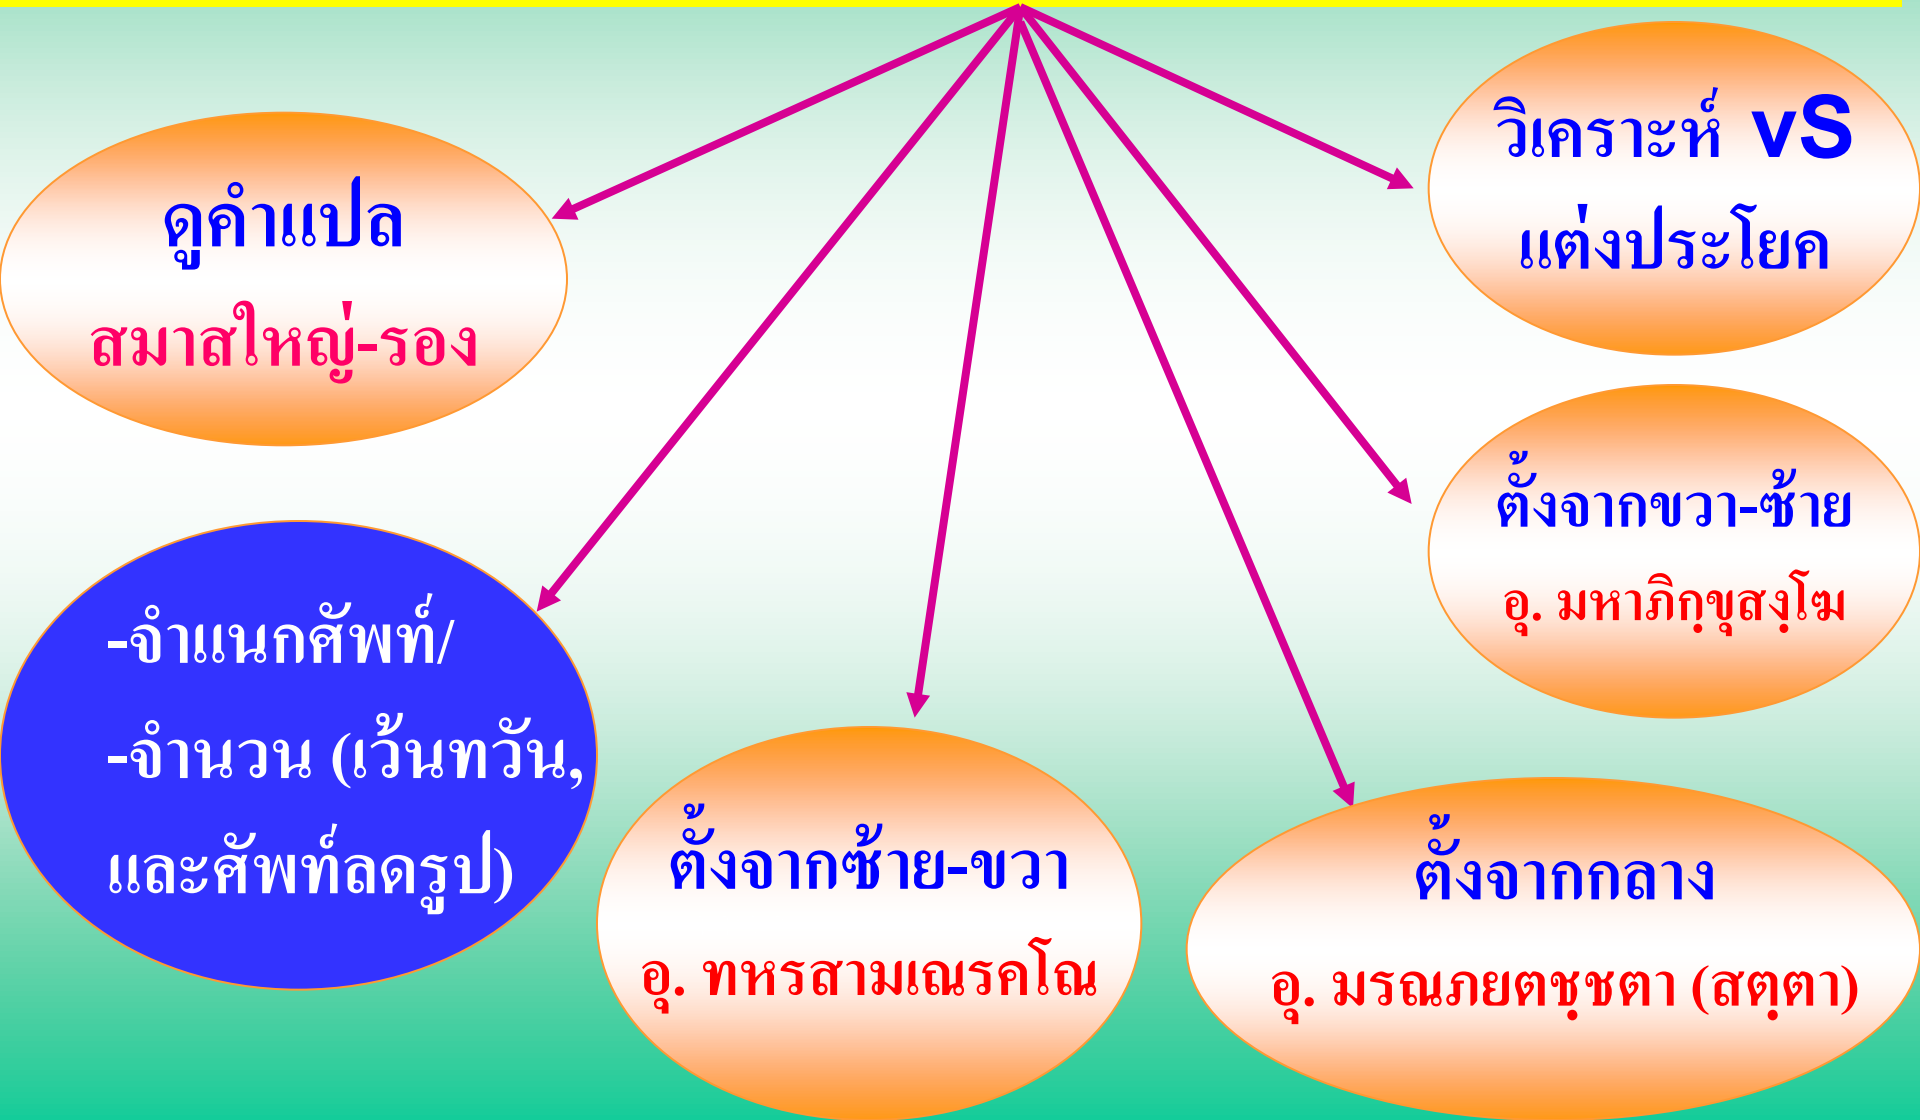 ดูคำแปล
สมาสใหญ่-รอง
วิเคราะห์ vS
แต่งประโยค
ตั้งจากขวา-ซ้าย
อุ. มหาภิกฺขุสงฺโฆ
-จำแนกศัพท์/
-จำนวน (เว้นทวัน,
และศัพท์ลดรูป)
ตั้งจากซ้าย-ขวา
อุ. ทหรสามเณรคโณ
ตั้งจากกลาง
อุ. มรณภยตชฺชตา (สตฺตา)